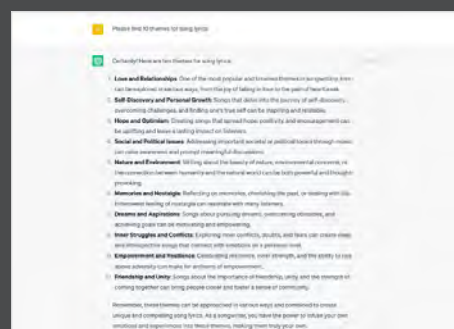 Please find 10 themes for song lyrics
Certainly! Here are ten themes for song lyrics:
1. Love and Relationships: One of the most popular and timeless themes in songwriting, love
can be explored in various ways, from the joy of falling in love to the pain of heartbreak.
2. Self-Discovery and Personal Growth: Songs that delve into the journey of self-discovery,
overcoming challenges, and finding one's true self can be inspiring and relatable.
3. Hope and Optimism: Creating songs that spread hope, positivity, and encouragement can
be uplifting and leave a lasting impact on listeners.
4. Social and Political Issues: Addressing important societal or political issues through music
can raise awareness and prompt meaningful discussions.
5. Nature and Environment: Writing about the beauty of nature, environmental concerns, or
the connection between humanity and the natural world can be both powerful and thought-
provoking.
6. Memories and Nostalgia: Reflecting on memories, cherishing the past, or dealing with
bittersweet feeling of nostalgia can resonate with many listeners.
7. Dreams and Aspirations: Songs about pursuing dreams, overcoming obstacles, and
achieving goals can be motivating and empowering.
8. Inner Struggles and Conflicts: Exploring inner conflicts, doubts, and fears can create deep
and introspective songs that connect with emotions on a personal level.
9. Empowerment and Resilience: Celebrating resilience, inner strength, and the ability to rise
above adversity can make for anthems of empowerment.
10. Friendship and Unity: Songs about the importance of friendship, unity, and the strength of
coming together can bring people closer and foster a sense of community.
Remember, these themes can be approached in various ways and combined to create
unique and compelling song lyrics. As a songwriter, you have the power to infuse your own
emotions and experiences into these themes, making them truly your own.